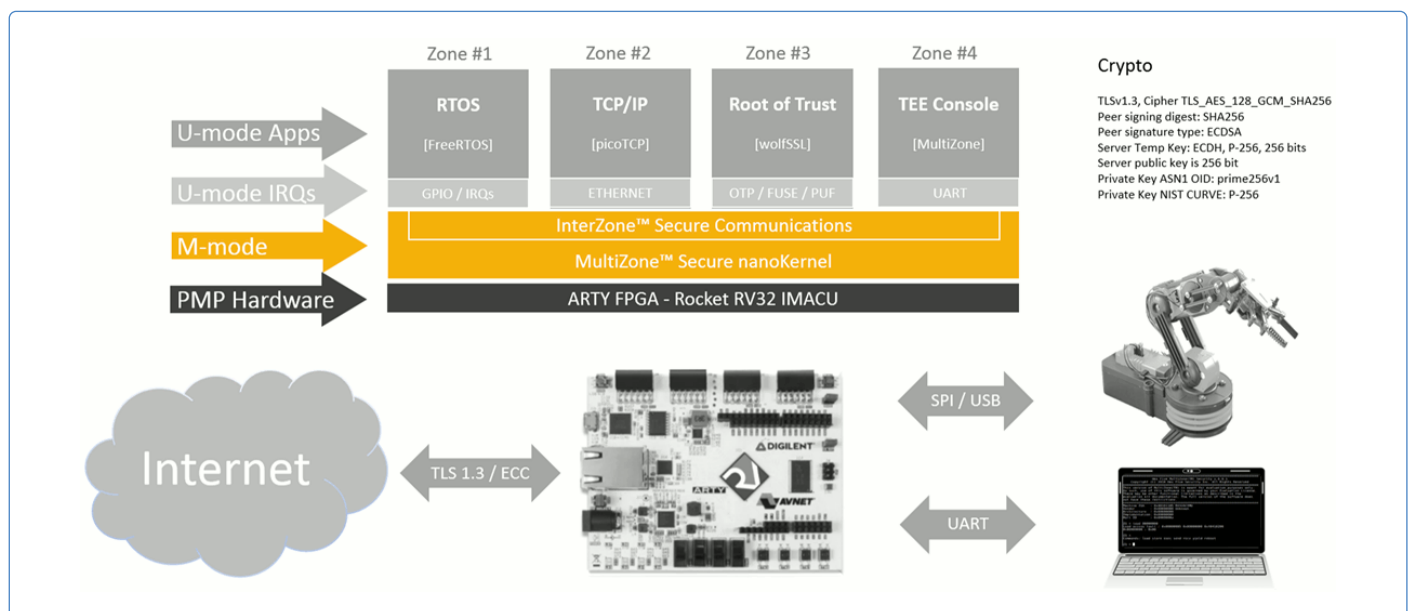 Zone #1
Zone #2
Zone #3
Zone #4
U-mode Apps
RTOS
[FreeRTOS]
TCP/IP
[picoTCP]
Root of Trust
[wolfSSL]
TEE Console
[MultiZone]
U-mode IRQs
GPIO / IRQs
ETHERNET
OTP / FUSE / PUF
UART
M-mode
InterZone™ Secure Communications
MultiZone™ Secure nanoKernel
PMP Hardware
ARTY FPGA - Rocket RV32 IMACU
Crypto
TLSv1.3, Cipher TLS_AES_128_GCM_SHA256
Peer signing digest: SHA256
Peer signature type: ECDSA
Server Temp Key: ECDH, P-256, 256 bits
Server public key is 256 bit
Private Key ASN1 OID: prime256v1
Private Key NIST CURVE: P-256
Internet
TLS 1.3 / ECC
DIGILENT
ARTY
AVNET
SPI / USB
UART